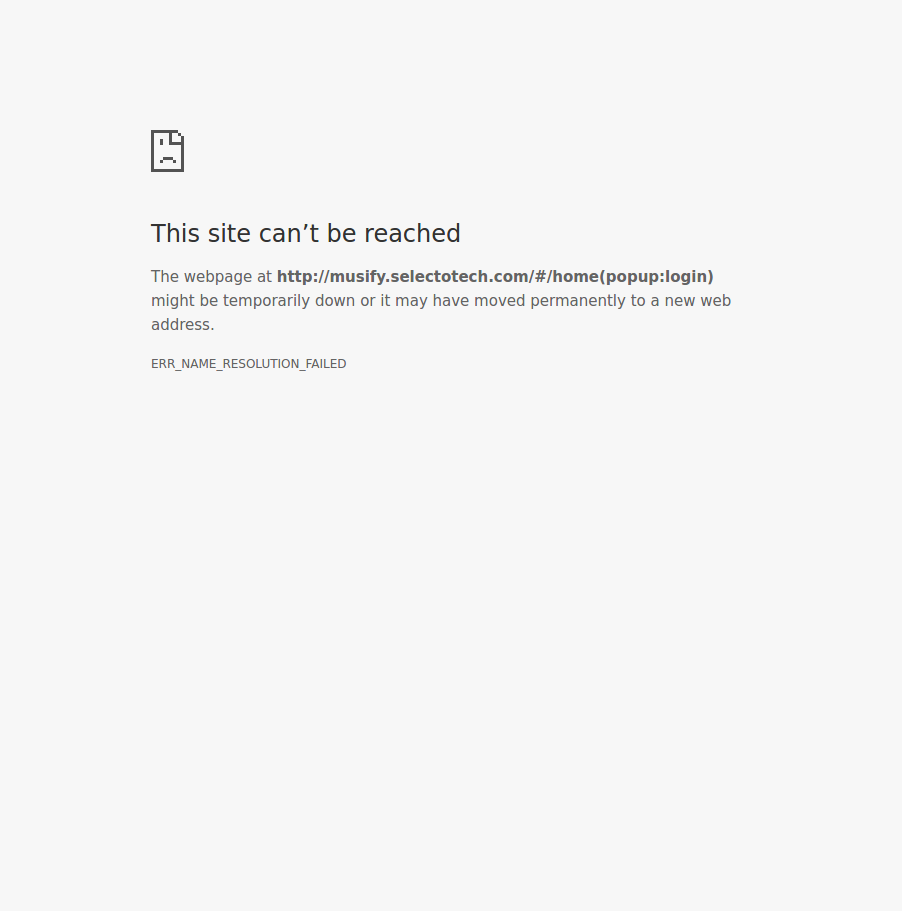 This site can’t be reached
The webpage at http://musify.selectotech.com/#/home(popup:login)
might be temporarily down or it may have moved permanently to a new web
address.
ERR_NAME_RESOLUTION_FAILED